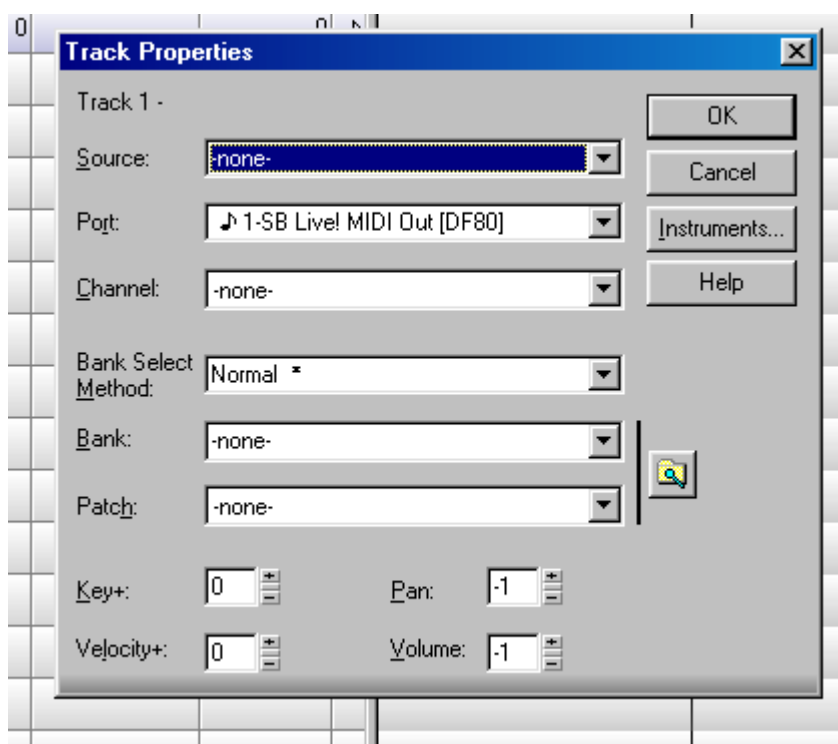 0 0
Track Properties
Track 1 -
OK
Source: -none-
Cancel
Port: 1-SB Live! MIDI Out [DF80]
Instruments...
Channel: -none-
Help
Bank Select
Method: Normal *
Bank: -none-
Patch: -none-
Key+: 0 Pan: -1
Velocity+: 0 Volume: -1